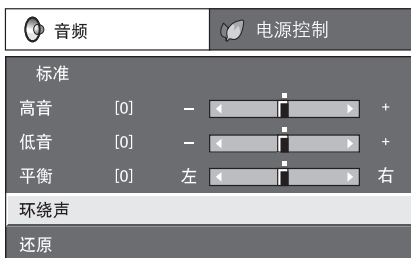 音频 电源控制
标准
高音 [0] − +
低音 [0] − +
平衡 [0] 左 右
环绕声
还原